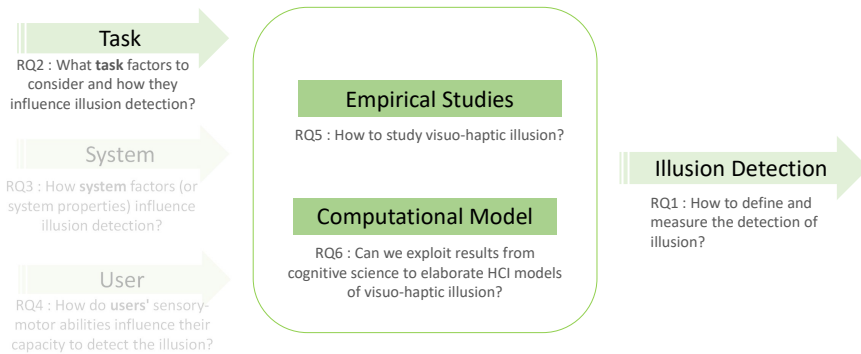 Task
RQ2 : What task factors to
consider and how they
influence illusion detection?
System
RQ3 : How system factors (or
system properties) influence
illusion detection?
User
RQ4 : How do users' sensory-
motor abilities influence their
capacity to detect the illusion?
Empirical Studies
RQ5 : How to study visuo-haptic illusion?
Computational Model
RQ6 : Can we exploit results from
cognitive science to elaborate HCI models
of visuo-haptic illusion?
Illusion Detection
RQ1 : How to define and
measure the detection of
illusion?